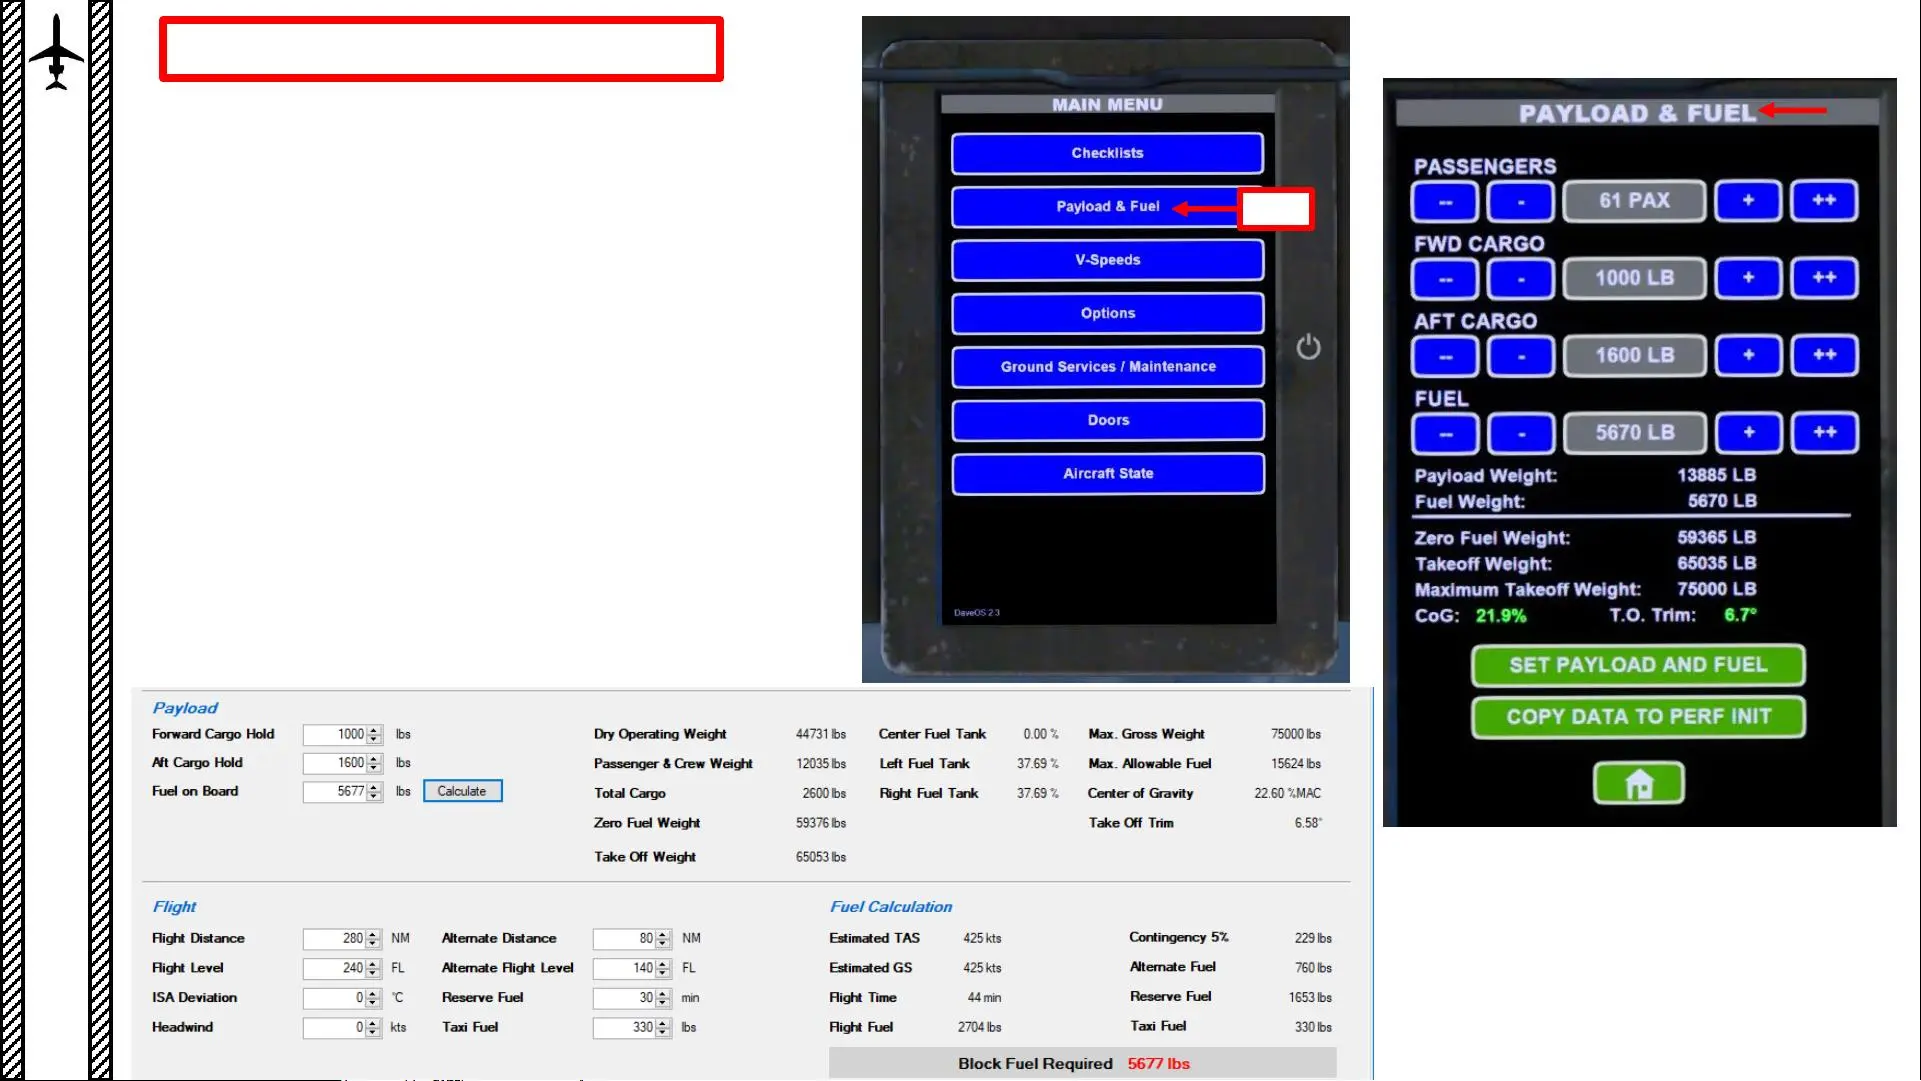 MAIN MENU
Checklists
Payload & Fuel
V-Speeds
Options
Ground Services / Maintenance
Doors
Aircraft State
DaveOS 2.3
PAYLOAD & FUEL
PASSENGERS
-- - 61 PAX + ++
FWD CARGO
-- - 1000 LB + ++
AFT CARGO
-- - 1600 LB + ++
FUEL
-- - 5670 LB + ++
Payload Weight: 13885 LB
Fuel Weight: 5670 LB
Zero Fuel Weight: 59365 LB
Takeoff Weight: 65035 LB
Maximum Takeoff Weight: 75000 LB
CoG: 21.9% T.O. Trim: 6.7°
SET PAYLOAD AND FUEL
COPY DATA TO PERF INIT
Payload
Forward Cargo Hold 1000 lbs Dry Operating Weight 44731 lbs Center Fuel Tank 0.00 % Max. Gross Weight 75000 lbs
Aft Cargo Hold 1600 lbs Passenger & Crew Weight 12035 lbs Left Fuel Tank 37.69 % Max. Allowable Fuel 15624 lbs
Fuel on Board 5677 lbs Calculate Total Cargo 2600 lbs Right Fuel Tank 37.69 % Center of Gravity 22.60 %MAC
Zero Fuel Weight 59376 lbs Take Off Trim 6.58°
Take Off Weight 65053 lbs
Flight Fuel Calculation
Flight Distance 280 NM Alternate Distance 80 NM Estimated TAS 425 kts Contingency 5% 229 lbs
Flight Level 240 FL Alternate Flight Level 140 FL Estimated GS 425 kts Alternate Fuel 760 lbs
ISA Deviation 0 °C Reserve Fuel 30 min Flight Time 44 min Reserve Fuel 1653 lbs
Headwind 0 kts Taxi Fuel 330 lbs Flight Fuel 2704 lbs Taxi Fuel 330 lbs
Block Fuel Required 5677 lbs